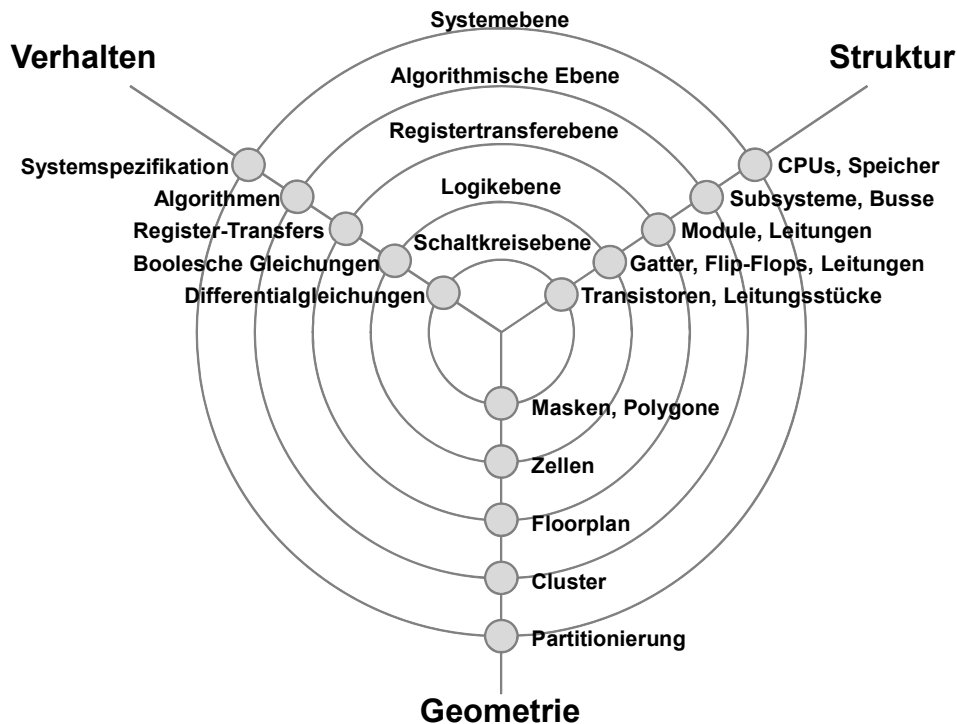 Systemebene
Verhalten
Struktur
Algorithmische Ebene
Registertransferebene
Systemspezifikation
CPUs, Speicher
Logikebene
Algorithmen
Subsysteme, Busse
Register-Transfers
Module, Leitungen
Schaltkreisebene
Boolesche Gleichungen
Gatter, Flip-Flops, Leitungen
Differentialgleichungen
Transistoren, Leitungsstücke
Masken, Polygone
Zellen
Floorplan
Cluster
Partitionierung
Geometrie